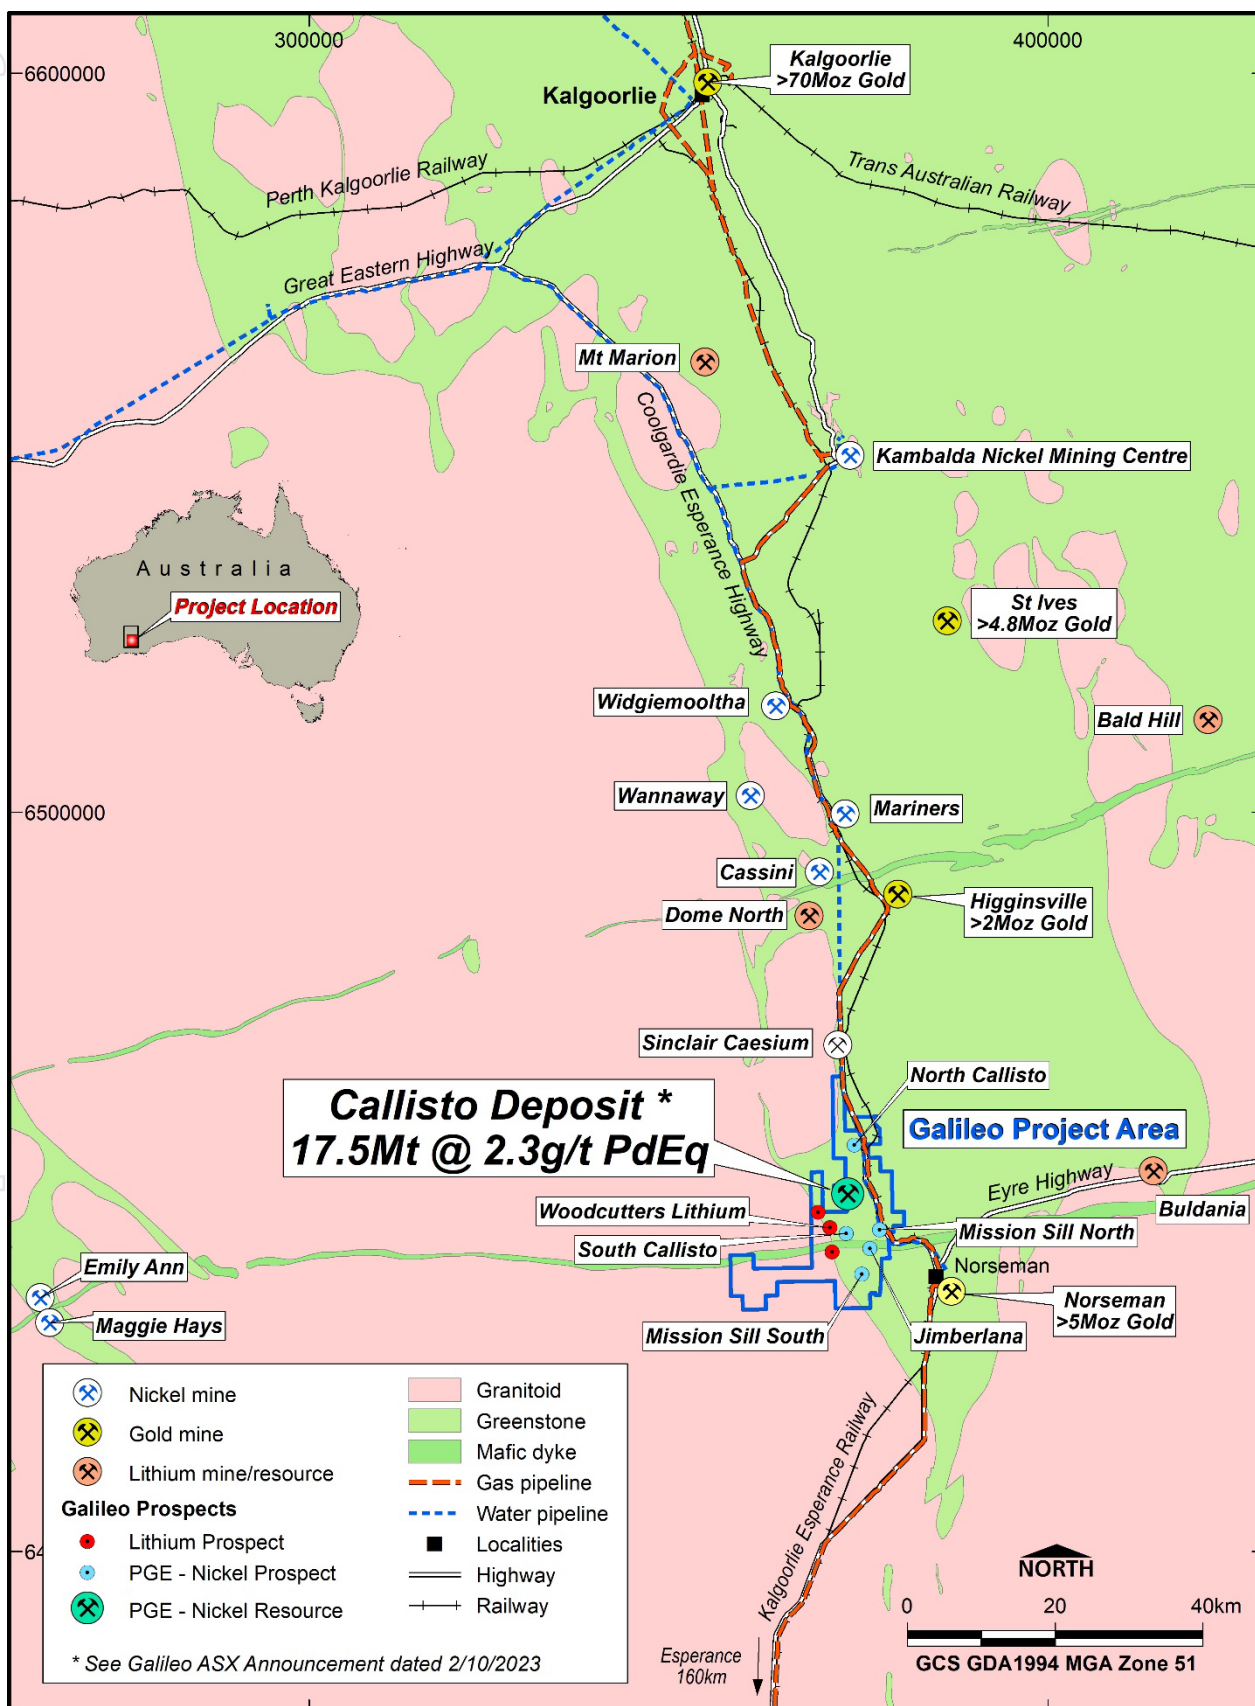 300000
400000
6600000
Kalgoorlie
>70Moz Gold
Kalgoorlie
Perth Kalgoorlie Railway
Trans Australian Railway
Great Eastern Highway
Mt Marion
Coolgardie Esperance Highway
Kambalda Nickel Mining Centre
Australia
Project Location
St Ives
>4.8Moz Gold
Widgiemooltha
Bald Hill
Wannaway
Mariners
6500000
Cassini
Dome North
Higginsville
>2Moz Gold
Sinclair Caesium
North Callisto
Callisto Deposit *
17.5Mt @ 2.3g/t PdEq
Galileo Project Area
Eyre Highway
Buldania
Woodcutters Lithium
Mission Sill North
South Callisto
Norseman
Emily Ann
Maggie Hays
Norseman
>5Moz Gold
Mission Sill South
Jimberlana
Nickel mine
Gold mine
Lithium mine/resource
Galileo Prospects
Lithium Prospect
PGE - Nickel Prospect
PGE - Nickel Resource
Granitoid
Greenstone
Mafic dyke
Gas pipeline
Water pipeline
Localities
Highway
Railway
* See Galileo ASX Announcement dated 2/10/2023
Kalgoorlie Esperance Railway
Esperance
160km
NORTH
0 20 40km
GCS GDA1994 MGA Zone 51